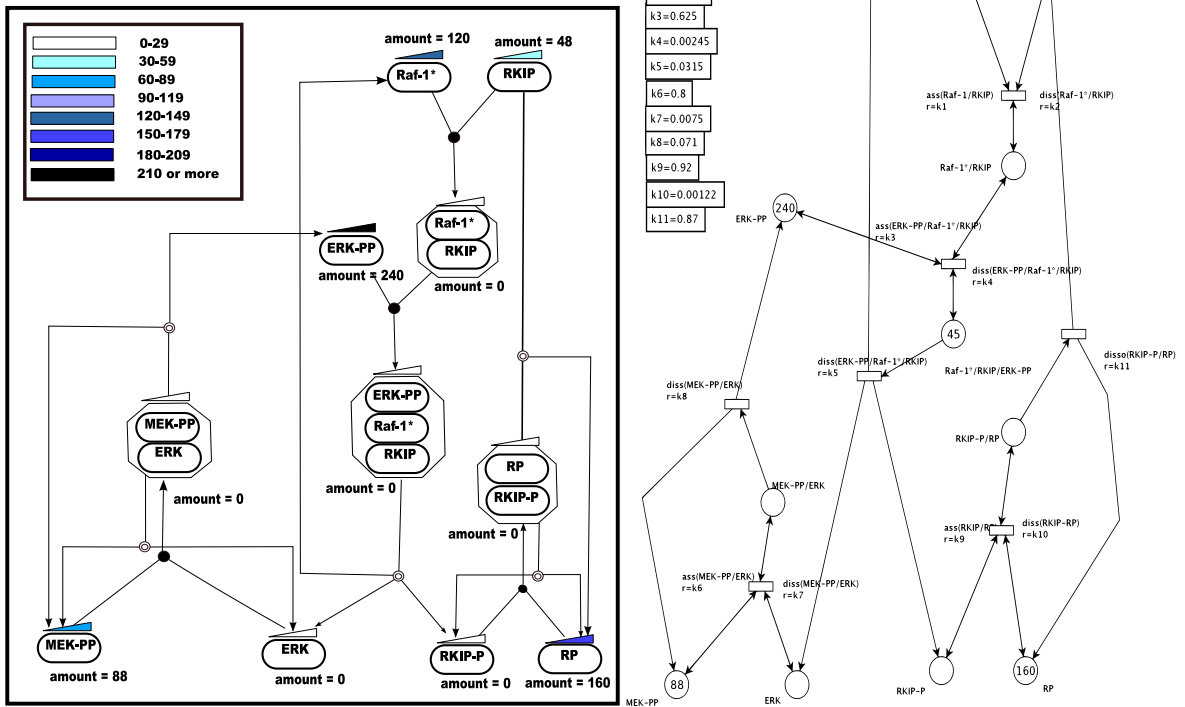 0-29
30-59
60-89
90-119
120-149
150-179
180-209
210 or more
amount = 120
amount = 48
Raf-1*
RKIP
Raf-1*
RKIP
amount = 0
ERK-PP
amount = 240
ERK-PP
Raf-1*
RKIP
MEK-PP
ERK
amount = 0
RP
RKIP-P
amount = 0
MEK-PP
amount = 88
ERK
amount = 0
RKIP-P
amount = 0
RP
amount = 160
k3=0.625
k4=0.00245
k5=0.0315
k6=0.8
k7=0.0075
k8=0.071
k9=0.92
k10=0.00122
k11=0.87
ass(Raf-1/RKIP)
r=k1
diss(Raf-1*/RKIP)
r=k2
Raf-1*/RKIP
240
ERK-PP
ass(ERK-PP/Raf-1*/RKIP)
r=k3
diss(ERK-PP/Raf-1*/RKIP)
r=k4
45
diss(ERK-PP/Raf-1*/RKIP)
r=k5
Raf-1*/RKIP/ERK-PP
disso(RKIP-P/RP)
r=k11
diss(MEK-PP/ERK)
r=k8
RKIP-P/RP
MEK-PP/ERK
ass(RKIP/RP)
r=k9
diss(RKIP-RP)
r=k10
ass(MEK-PP/ERK)
r=k6
diss(MEK-PP/ERK)
r=k7
88
MEK-PP
ERK
RKIP-P
160
RP